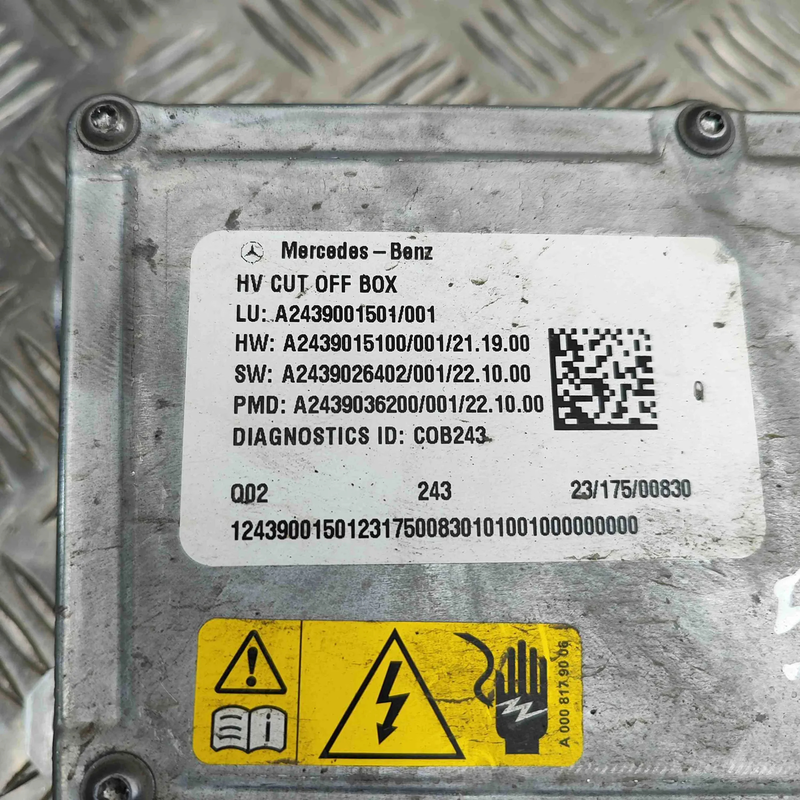 Mercedes-Benz
HV CUT OFF BOX
LU: A2439001501/001
HW: A2439015100/001/21.19.00
SW: A2439026402/001/22.10.00
PMD: A2439036200/001/22.10.00
DIAGNOSTICS ID: COB243
Q02 243 23/175/00830
124390015012317500830101001000000000
A 000 817 90 06